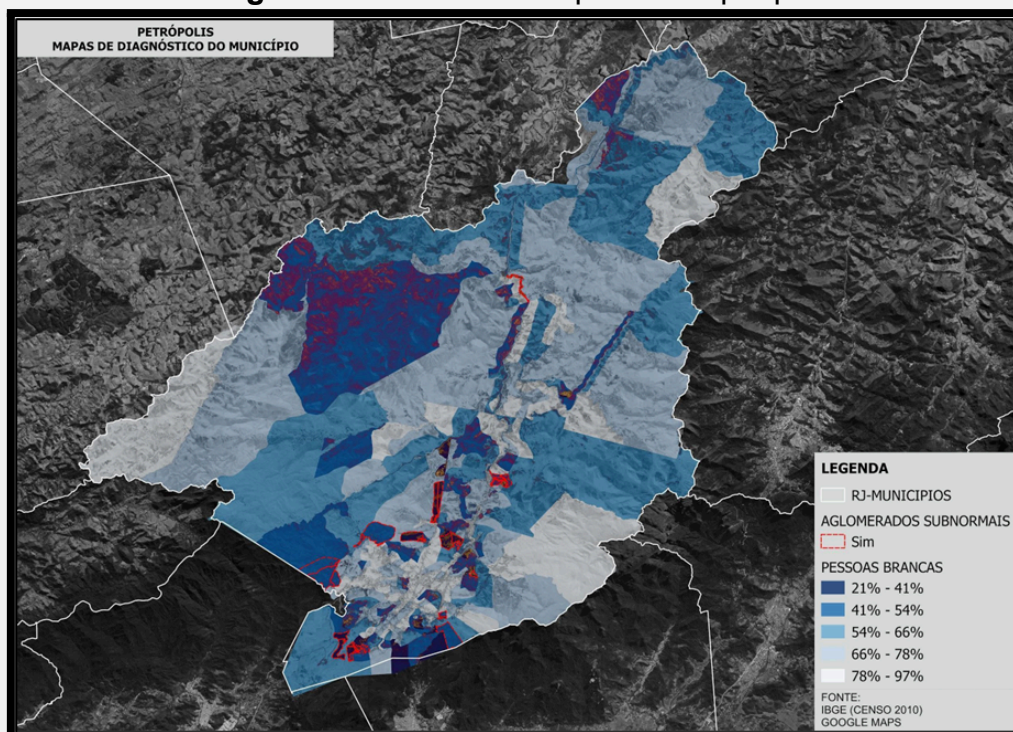 PETRÓPOLIS
MAPAS DE DIAGNÓSTICO DO MUNICÍPIO
LEGENDA
RJ-MUNICIPIOS
AGLOMERADOS SUBNORMAIS
Sim
PESSOAS BRANCAS
21% - 41%
41% - 54%
54% - 66%
66% - 78%
78% - 97%
FONTE:
IBGE (CENSO 2010)
GOOGLE MAPS